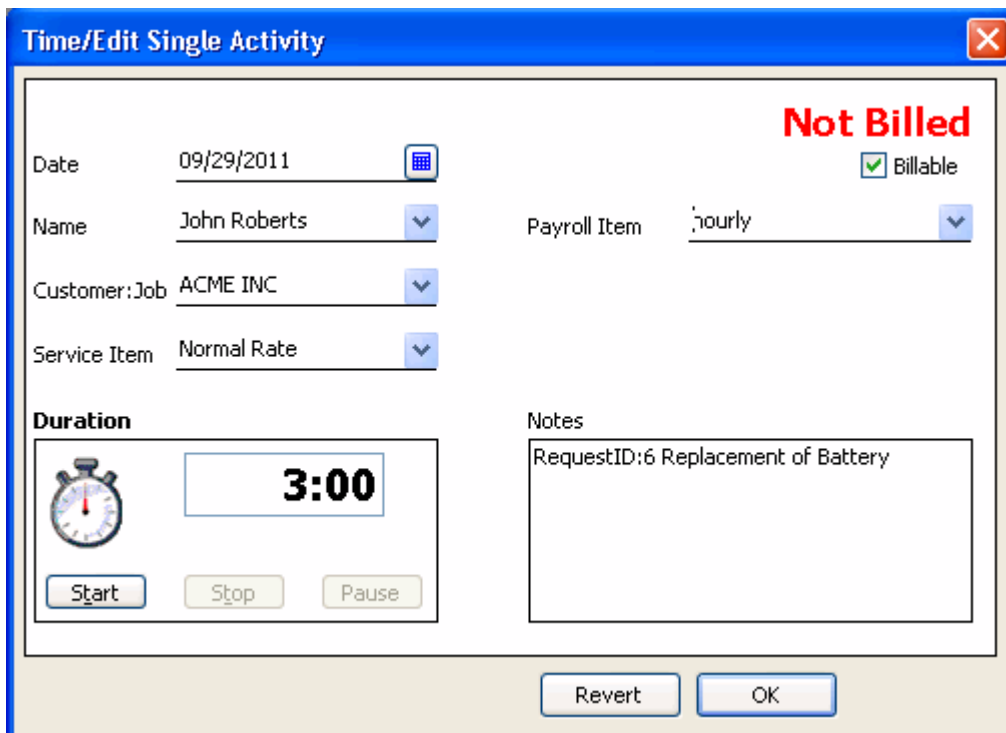 Time/Edit Single Activity
Not Billed
Date 09/29/2011
Billable
Name John Roberts
Payroll Item hourly
Customer:Job ACME INC
Service Item Normal Rate
Duration
Notes
3:00
RequestID:6 Replacement of Battery
Start Stop Pause
Revert OK